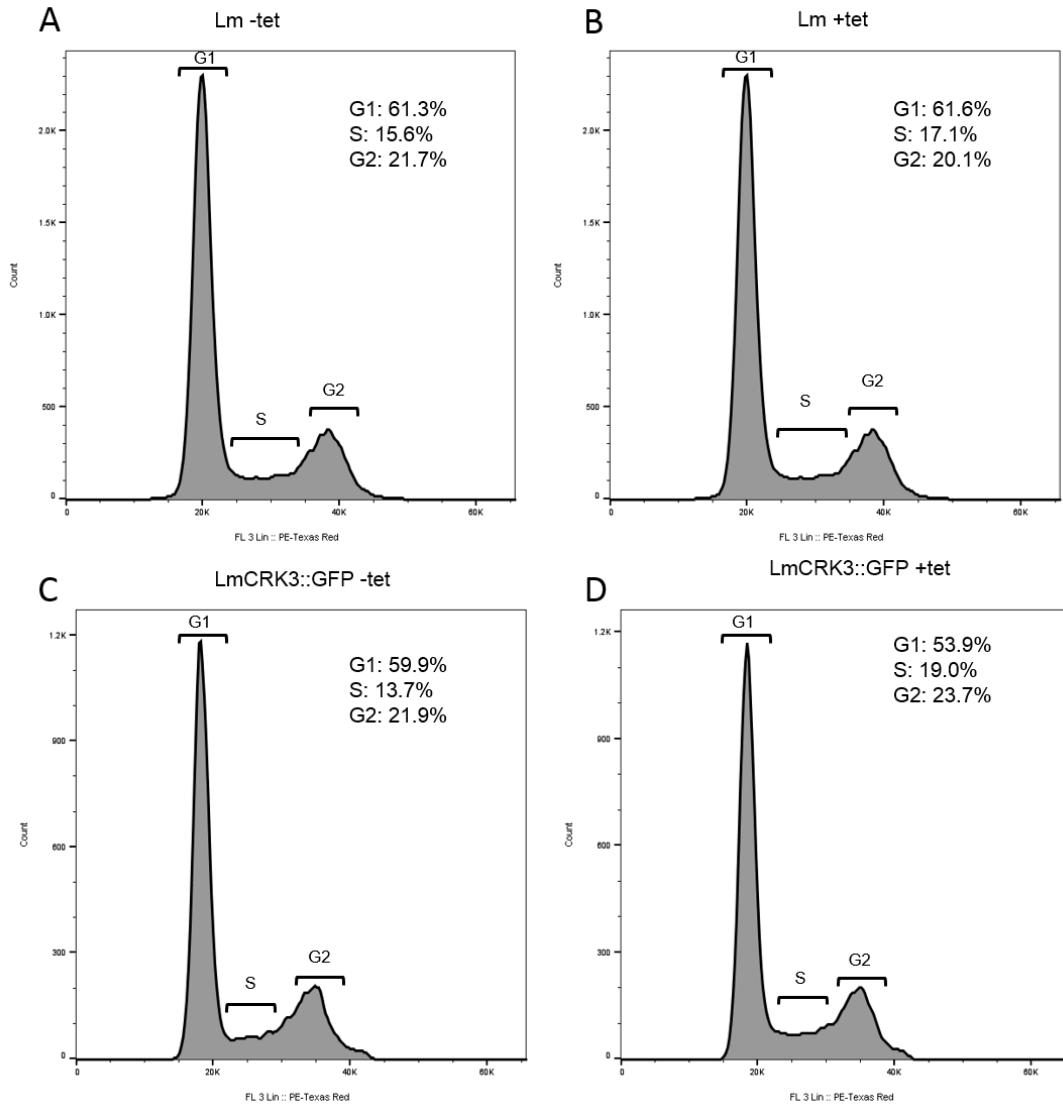 A
Lm -tet
G1
G1: 61.3%
S: 15.6%
G2: 21.7%
2.0K
1.5K
1.0K
500
0
Count
S
G2
0
20K
40K
60K
FL 3 Lin :: PE-Texas Red
B
Lm +tet
G1
G1: 61.6%
S: 17.1%
G2: 20.1%
2.0K
1.5K
1.0K
500
0
Count
S
G2
0
20K
40K
60K
FL 3 Lin :: PE-Texas Red
C
LmCRK3::GFP -tet
G1
G1: 59.9%
S: 13.7%
G2: 21.9%
1.2K
900
600
300
0
Count
S
G2
0
20K
40K
60K
FL 3 Lin :: PE-Texas Red
D
LmCRK3::GFP +tet
G1
G1: 53.9%
S: 19.0%
G2: 23.7%
1.2K
900
600
300
0
Count
S
G2
0
20K
40K
60K
FL 3 Lin :: PE-Texas Red